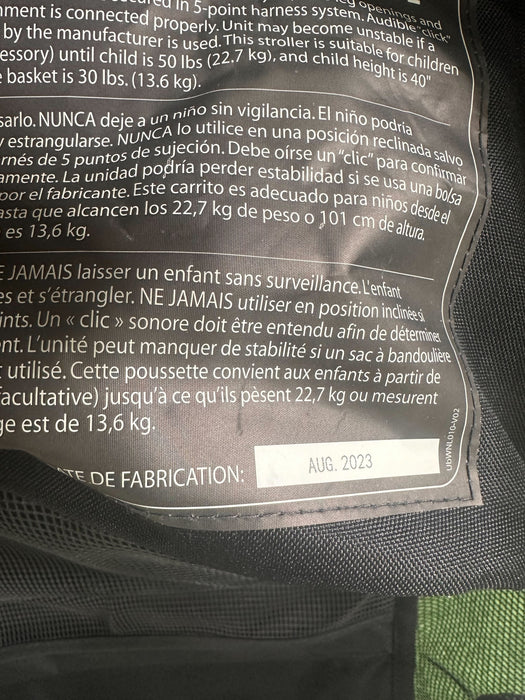 in 5-point harness system. Audible "click"
openings and
ment is connected properly. Unit may become unstable if a
by the manufacturer is used. This stroller is suitable for children
essory) until child is 50 lbs (22.7 kg), and child height is 40"
basket is 30 lbs. (13.6 kg).
sarlo. NUNCA deje a un niño sin vigilancia. El niño podría
y estrangularse. NUNCA lo utilice en una posición reclinada salvo
rnés de 5 puntos de sujeción. Debe oírse un "clic" para confirmar
amente. La unidad podría perder estabilidad si se usa una bolsa
por el fabricante. Este carrito es adecuado para niños desde el
asta que alcancen los 22,7 kg de peso o 101 cm de altura.
es 13,6 kg.
E JAMAIS laisser un enfant sans surveillance. L'enfant
es et s'étrangler. NE JAMAIS utiliser en position inclinée si
ints. Un « clic » sonore doit être entendu afin de déterminer
nt. L'unité peut manquer de stabilité si un sac à bandoulière
utilisé. Cette poussette convient aux enfants à partir de
facultative) jusqu'à ce qu'ils pèsent 22,7 kg ou mesurent
ge est de 13,6 kg.
TE DE FABRICATION: AUG. 2023